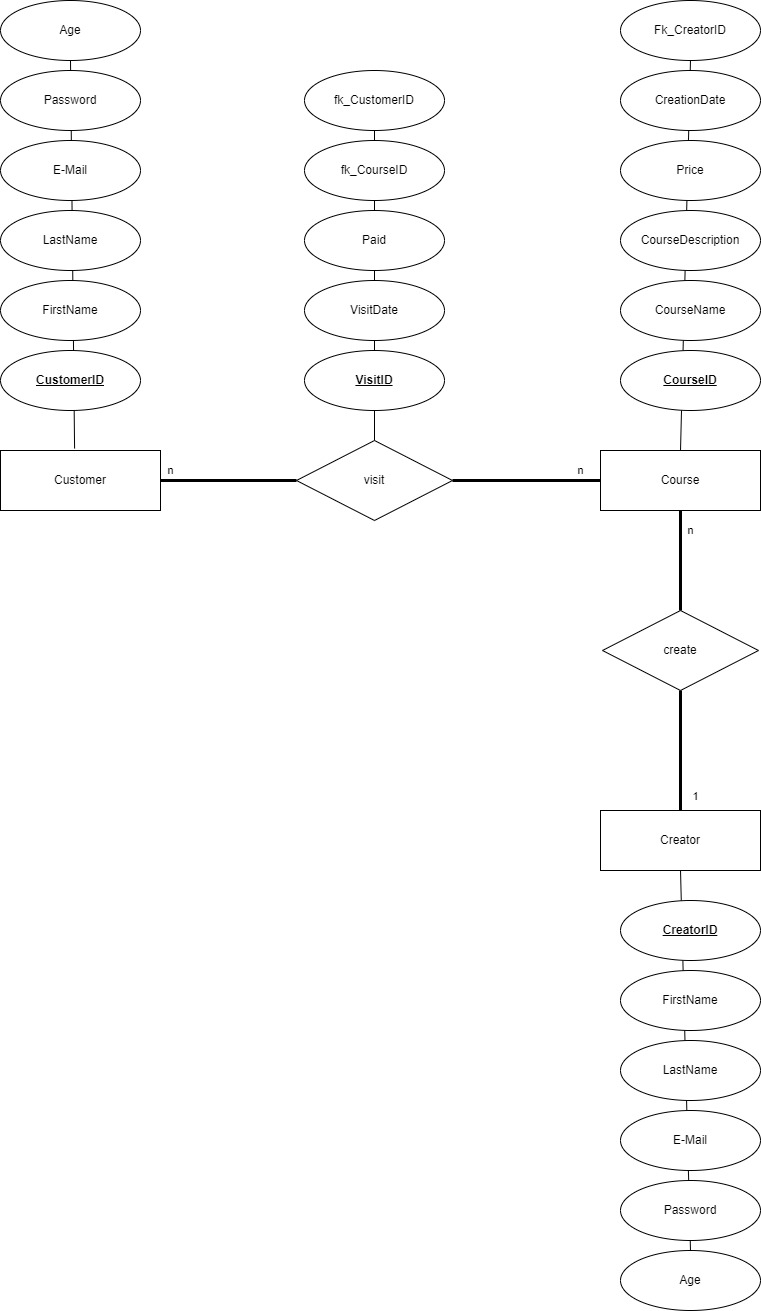 Age
Password
E-Mail
LastName
FirstName
CustomerID
fk_CustomerID
fk_CourseID
Paid
VisitDate
VisitID
Fk_CreatorID
CreationDate
Price
CourseDescription
CourseName
CourseID
Customer
n
visit
n
Course
n
create
1
Creator
CreatorID
FirstName
LastName
E-Mail
Password
Age